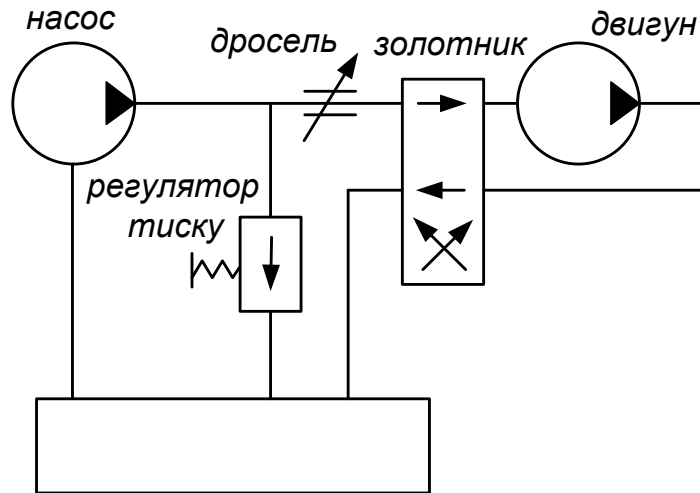 насос
дросель
золотник
двигун
регулятор
тиску